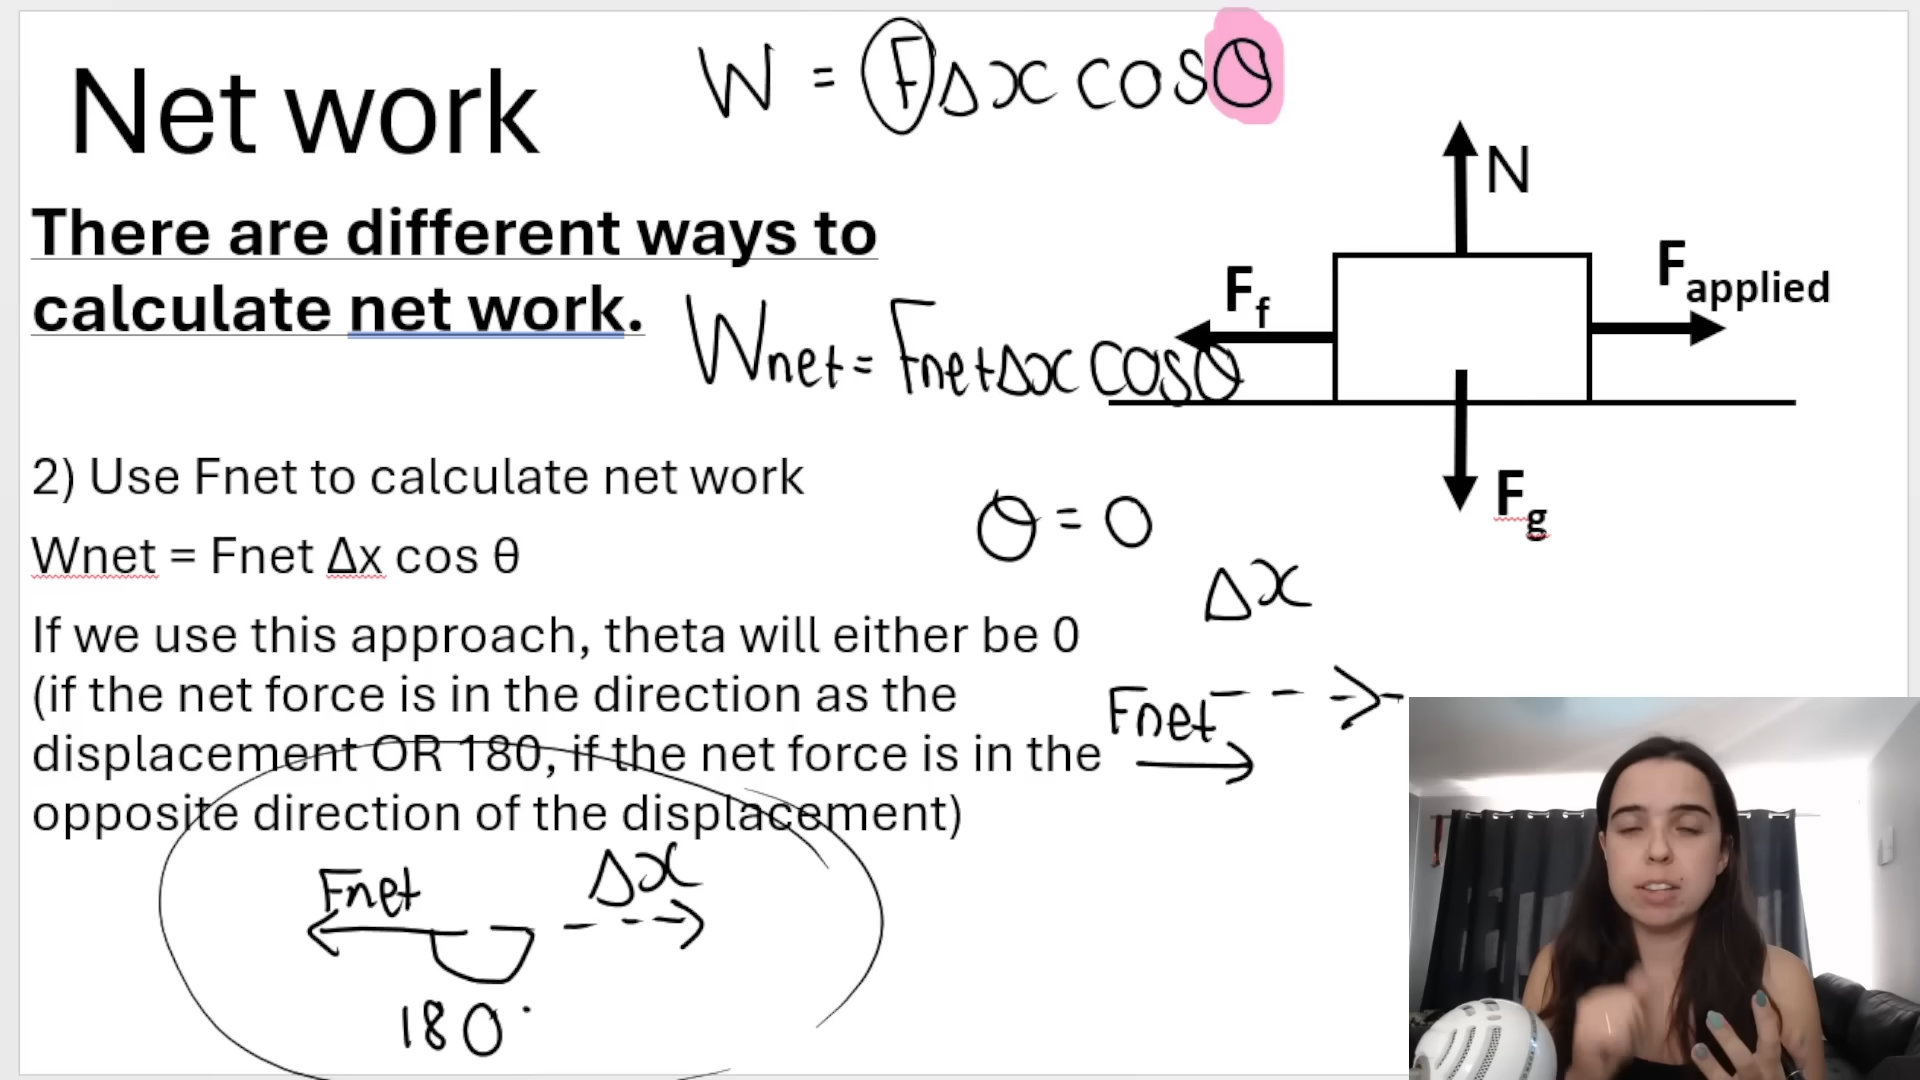 Net work
W = FΔx cosθ
There are different ways to
calculate net work.
Wnet = FnetΔx cosθ
N
Ff
Fapplied
Fg
2) Use Fnet to calculate net work
Wnet = Fnet Δx cos θ
θ = 0
If we use this approach, theta will either be 0
(if the net force is in the direction as the
displacement OR 180, if the net force is in the
opposite direction of the displacement)
Δx
Fnet
Fnet
Δx
180°